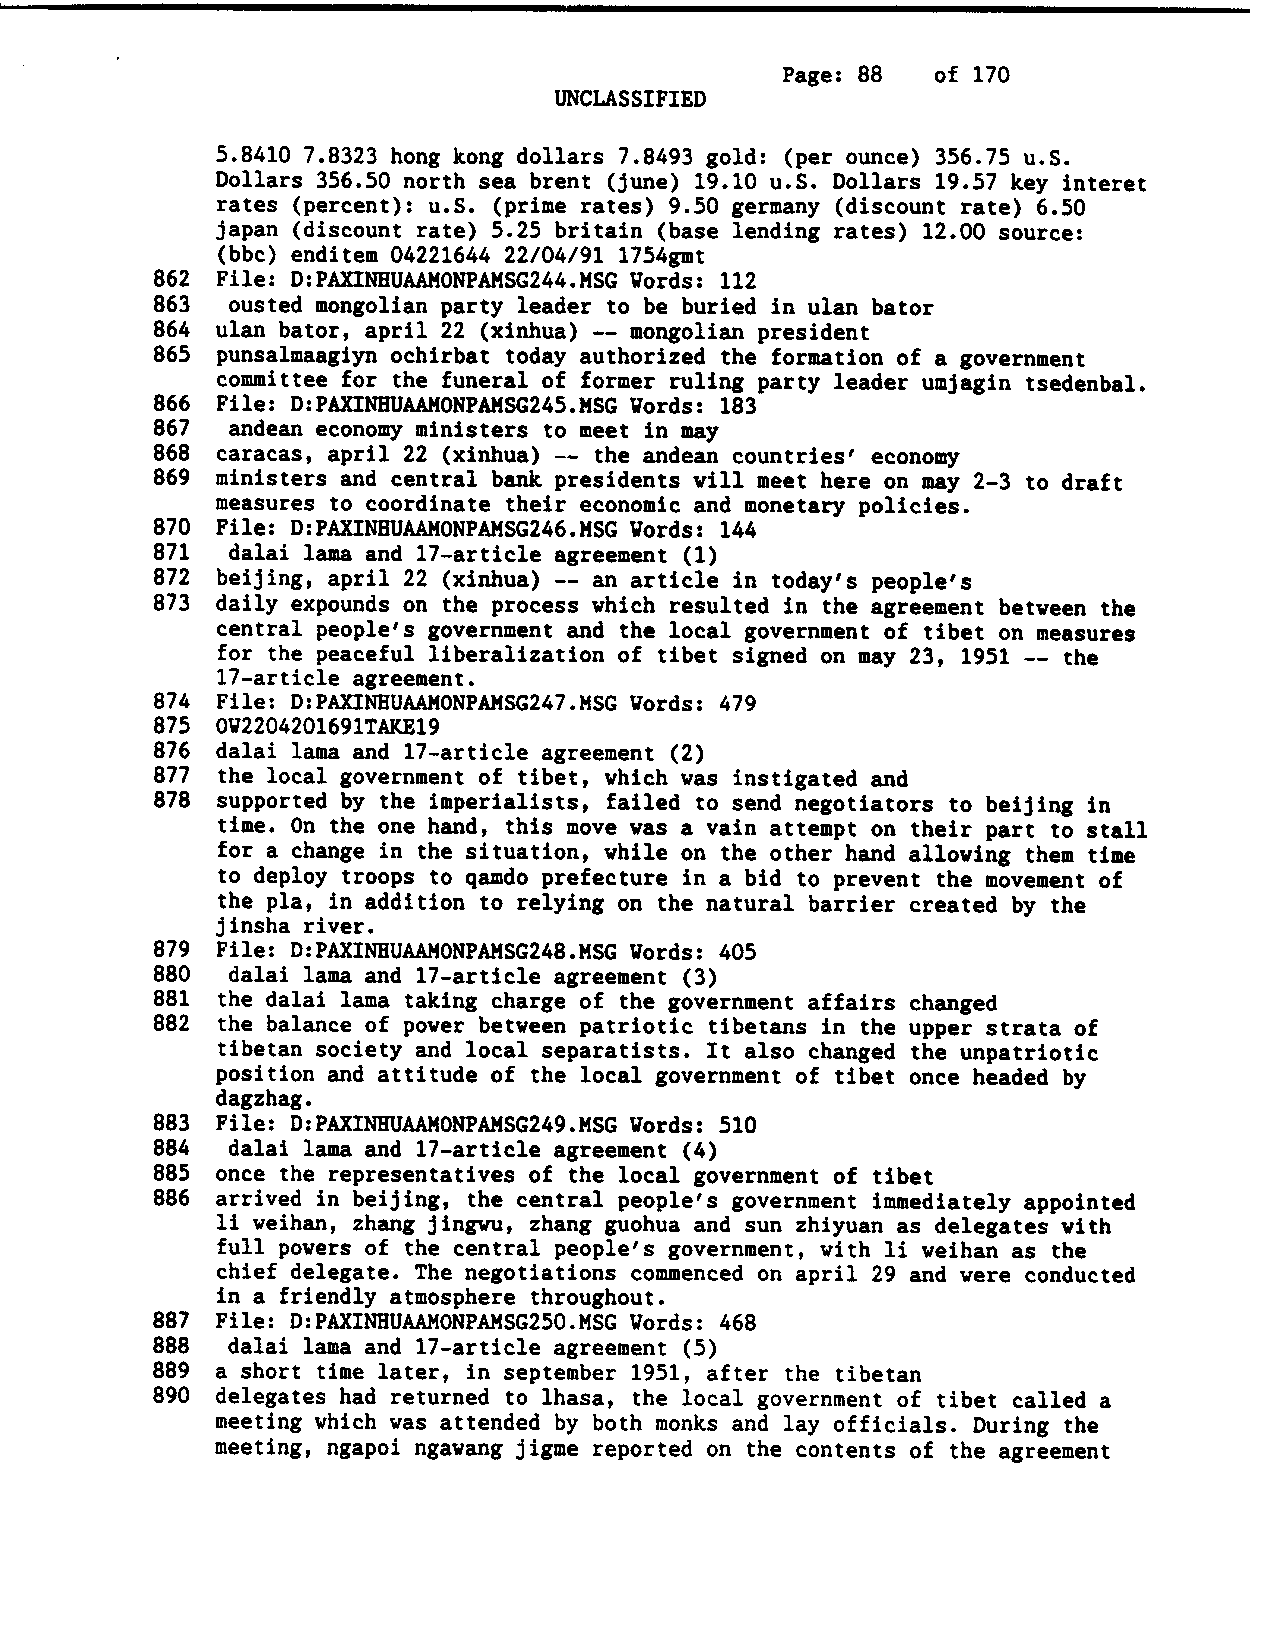 Page: 88 of 170
UNCLASSIFIED
5.8410 7.8323 hong kong dollars 7.8493 gold: (per ounce) 356.75 u.S.
Dollars 356.50 north sea brent (june) 19.10 u.S. Dollars 19.57 key interet
rates (percent): u.S. (prime rates) 9.50 germany (discount rate) 6.50
japan (discount rate) 5.25 britain (base lending rates) 12.00 source:
(bbc) enditem 04221644 22/04/91 1754gmt
862 File: D:PAXINHUAAMONPAMSG244.MSG Words: 112
863 ousted mongolian party leader to be buried in ulan bator
864 ulan bator, april 22 (xinhua) -- mongolian president
865 punsalmaagiyn ochirbat today authorized the formation of a government
committee for the funeral of former ruling party leader umjagin tsedenbal.
866 File: D:PAXINHUAAMONPAMSG245.MSG Words: 183
867 andean economy ministers to meet in may
868 caracas, april 22 (xinhua) -- the andean countries' economy
869 ministers and central bank presidents will meet here on may 2-3 to draft
measures to coordinate their economic and monetary policies.
870 File: D:PAXINHUAAMONPAMSG246.MSG Words: 144
871 dalai lama and 17-article agreement (1)
872 beijing, april 22 (xinhua) -- an article in today's people's
873 daily expounds on the process which resulted in the agreement between the
central people's government and the local government of tibet on measures
for the peaceful liberalization of tibet signed on may 23, 1951 -- the
17-article agreement.
874 File: D:PAXINHUAAMONPAMSG247.MSG Words: 479
875 OW2204201691TAKE19
876 dalai lama and 17-article agreement (2)
877 the local government of tibet, which was instigated and
878 supported by the imperialists, failed to send negotiators to beijing in
time. On the one hand, this move was a vain attempt on their part to stall
for a change in the situation, while on the other hand allowing them time
to deploy troops to qamdo prefecture in a bid to prevent the movement of
the pla, in addition to relying on the natural barrier created by the
jinsha river.
879 File: D:PAXINHUAAMONPAMSG248.MSG Words: 405
880 dalai lama and 17-article agreement (3)
881 the dalai lama taking charge of the government affairs changed
882 the balance of power between patriotic tibetans in the upper strata of
tibetan society and local separatists. It also changed the unpatriotic
position and attitude of the local government of tibet once headed by
dagzhag.
883 File: D:PAXINHUAAMONPAMSG249.MSG Words: 510
884 dalai lama and 17-article agreement (4)
885 once the representatives of the local government of tibet
886 arrived in beijing, the central people's government immediately appointed
li weihan, zhang jingwu, zhang guohua and sun zhiyuan as delegates with
full powers of the central people's government, with li weihan as the
chief delegate. The negotiations commenced on april 29 and were conducted
in a friendly atmosphere throughout.
887 File: D:PAXINHUAAMONPAMSG250.MSG Words: 468
888 dalai lama and 17-article agreement (5)
889 a short time later, in september 1951, after the tibetan
890 delegates had returned to lhasa, the local government of tibet called a
meeting which was attended by both monks and lay officials. During the
meeting, ngapoi ngawang jigme reported on the contents of the agreement